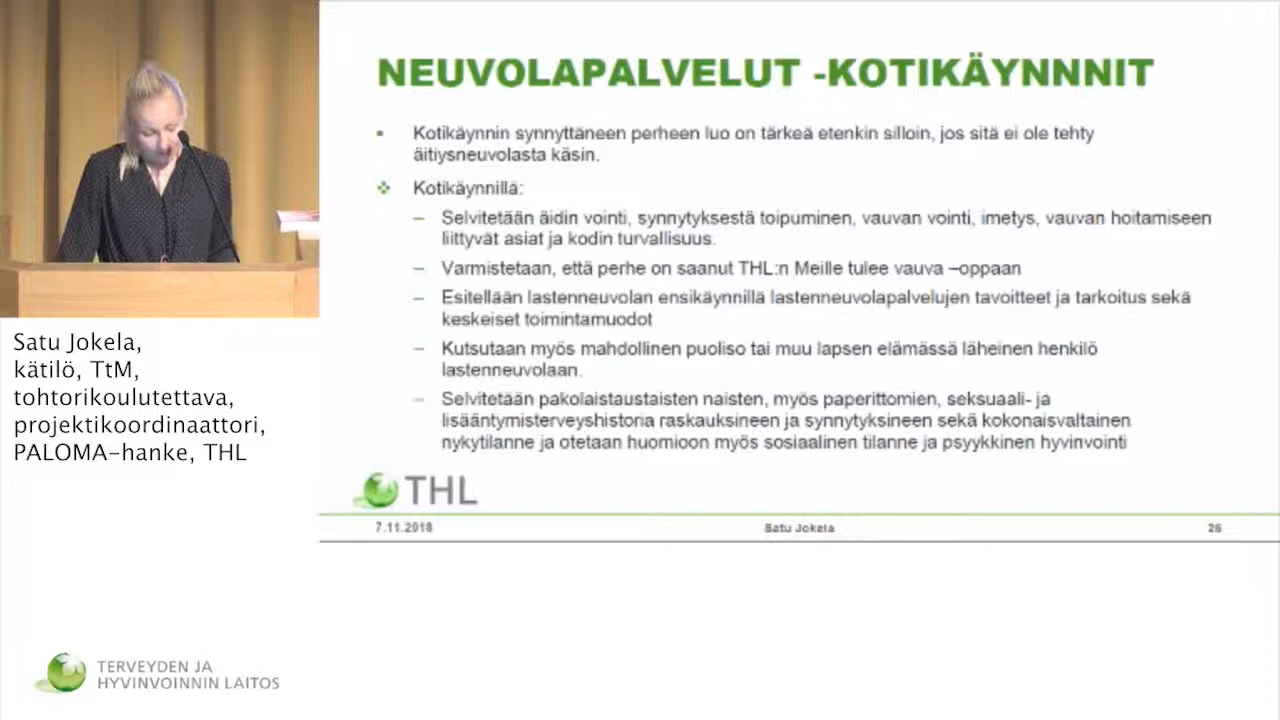 NEUVOLAPALVELUT -KOTIKÄYNNNIT
Kotikäynnin synnyttäneen perheen luo on tärkeä etenkin silloin, jos sitä ei ole tehty
äitiysneuvolasta käsin.
Kotikäynnillä:
– Selvitetään äidin vointi, synnytyksestä toipuminen, vauvan vointi, imetys, vauvan hoitamiseen
liittyvät asiat ja kodin turvallisuus.
– Varmistetaan, että perhe on saanut THL:n Meille tulee vauva –oppaan
– Esitellään lastenneuvolan ensikäynnillä lastenneuvolapalvelujen tavoitteet ja tarkoitus sekä
keskeiset toimintamuodot
– Kutsutaan myös mahdollinen puoliso tai muu lapsen elämässä läheinen henkilö
lastenneuvolaan.
– Selvitetään pakolaistaustaisten naisten, myös paperittomien, seksuaali- ja
lisääntymisterveyshistoria raskauksineen ja synnytyksineen sekä kokonaisvaltainen
nykytilanne ja otetaan huomioon myös sosiaalinen tilanne ja psyykkinen hyvinvointi
THL
7.11.2018 Satu Jokela 26
Satu Jokela,
kätilö, TtM,
tohtorikoulutettava,
projektikoordinaattori,
PALOMA-hanke, THL
TERVEYDEN JA
HYVINVOINNIN LAITOS